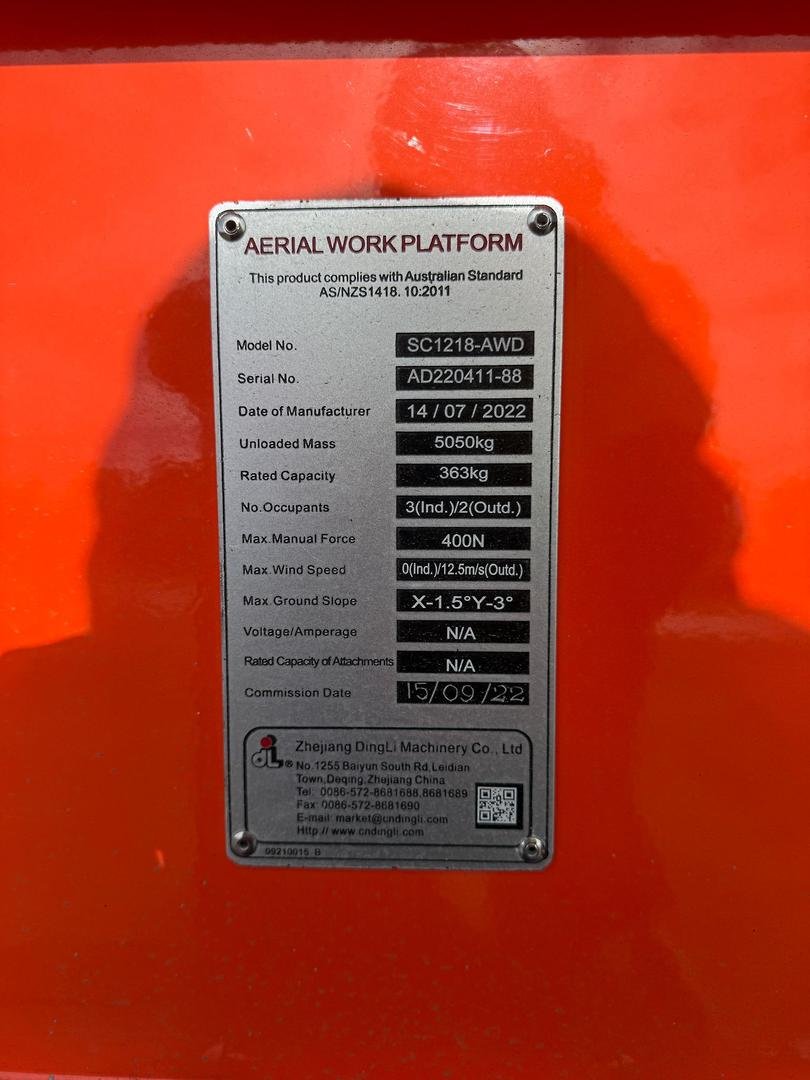 AERIAL WORK PLATFORM
This product complies with Australian Standard
AS/NZS1418. 10:2011
Model No. SC1218-AWD
Serial No. AD220411-88
Date of Manufacturer 14 / 07 / 2022
Unloaded Mass 5050kg
Rated Capacity 363kg
No.Occupants 3(Ind.)/2(Outd.)
Max.Manual Force 400N
Max.Wind Speed 0(Ind.)/12.5m/s(Outd.)
Max.Ground Slope X-1.5°Y-3°
Voltage/Amperage N/A
Rated Capacity of Attachments N/A
Commission Date 15/09/22
Zhejiang DingLi Machinery Co., Ltd
No.1255 Baiyun South Rd,Leidian
Town,Deqing,Zhejiang China
Tel: 0086-572-8681688,8681689
Fax: 0086-572-8681690
E-mail: market@cndingli.com
Http:// www.cndingli.com
09210015 B